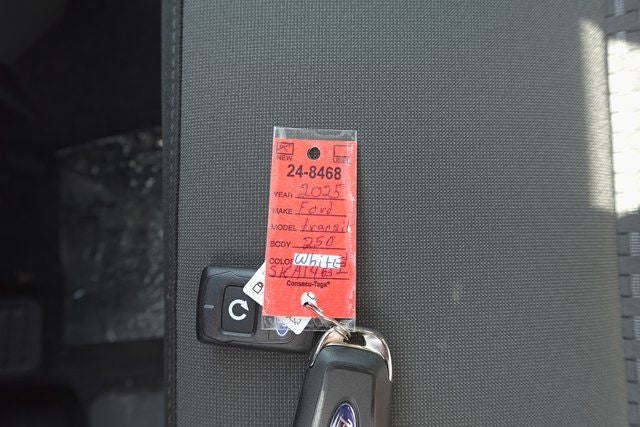 NEW USED
24-8468
YEAR 2025
MAKE Ford
MODEL transit
BODY 250
COLOR White
Consecu-Tags®